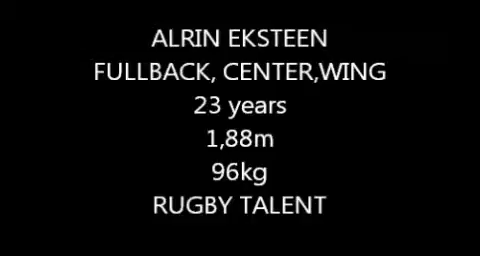 ALRIN EKSTEEN
FULLBACK, CENTER,WING
23 years
1,88m
96kg
RUGBY TALENT